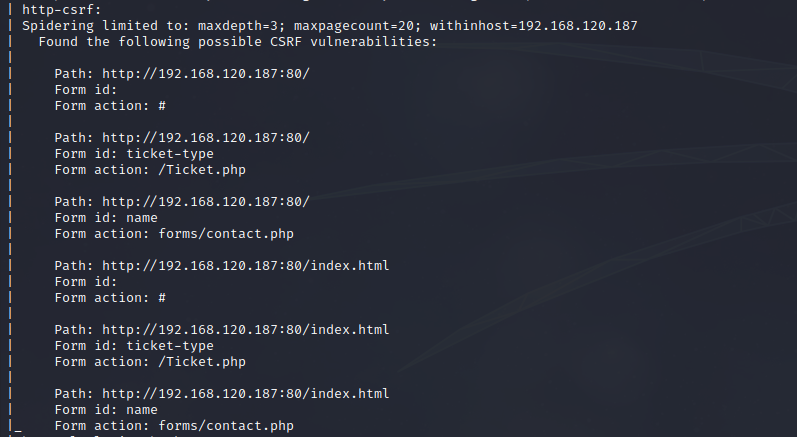 | http-csrf:
| Spidering limited to: maxdepth=3; maxpagecount=20; withinhost=192.168.120.187
|   Found the following possible CSRF vulnerabilities:
|
|     Path: http://192.168.120.187:80/
|     Form id:
|     Form action: #
|
|     Path: http://192.168.120.187:80/
|     Form id: ticket-type
|     Form action: /Ticket.php
|
|     Path: http://192.168.120.187:80/
|     Form id: name
|     Form action: forms/contact.php
|
|     Path: http://192.168.120.187:80/index.html
|     Form id:
|     Form action: #
|
|     Path: http://192.168.120.187:80/index.html
|     Form id: ticket-type
|     Form action: /Ticket.php
|
|     Path: http://192.168.120.187:80/index.html
|     Form id: name
|_    Form action: forms/contact.php